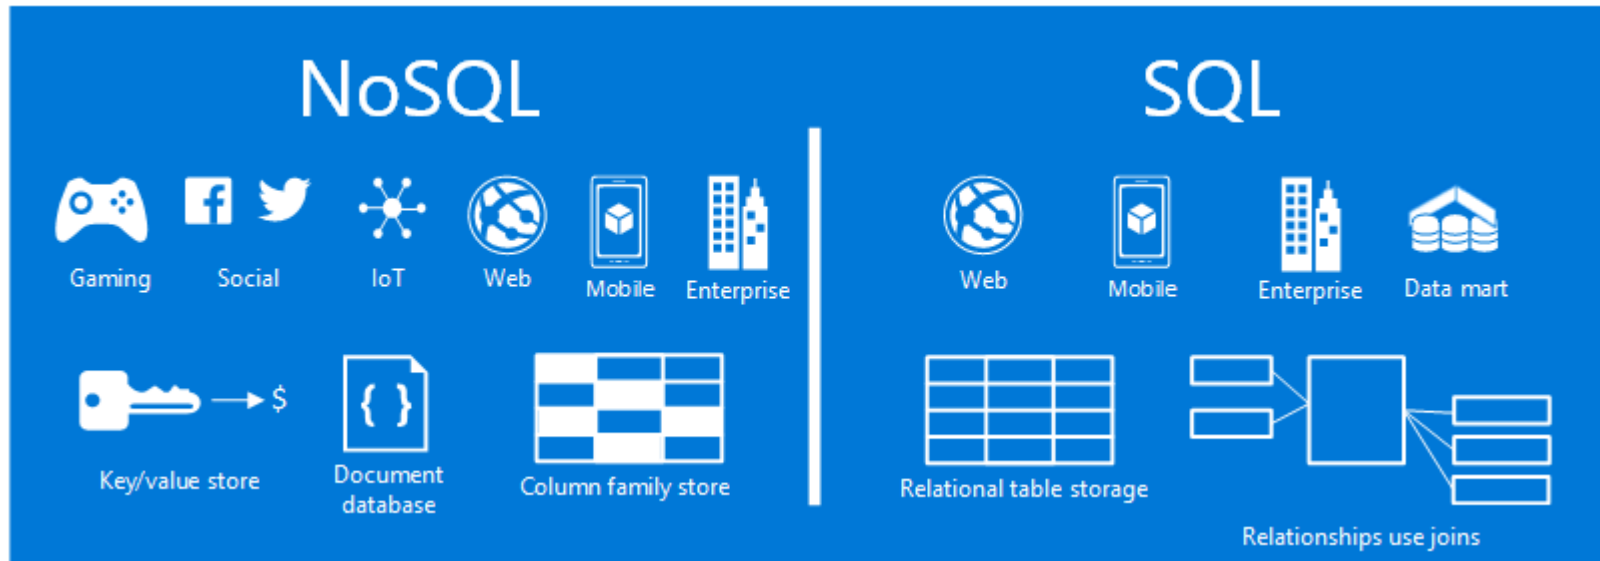 NoSQL
SQL
Gaming
Social
IoT
Web
Mobile
Enterprise
Web
Mobile
Enterprise
Data mart
$
{ }
Key/value store
Document
database
Column family store
Relational table storage
Relationships use joins